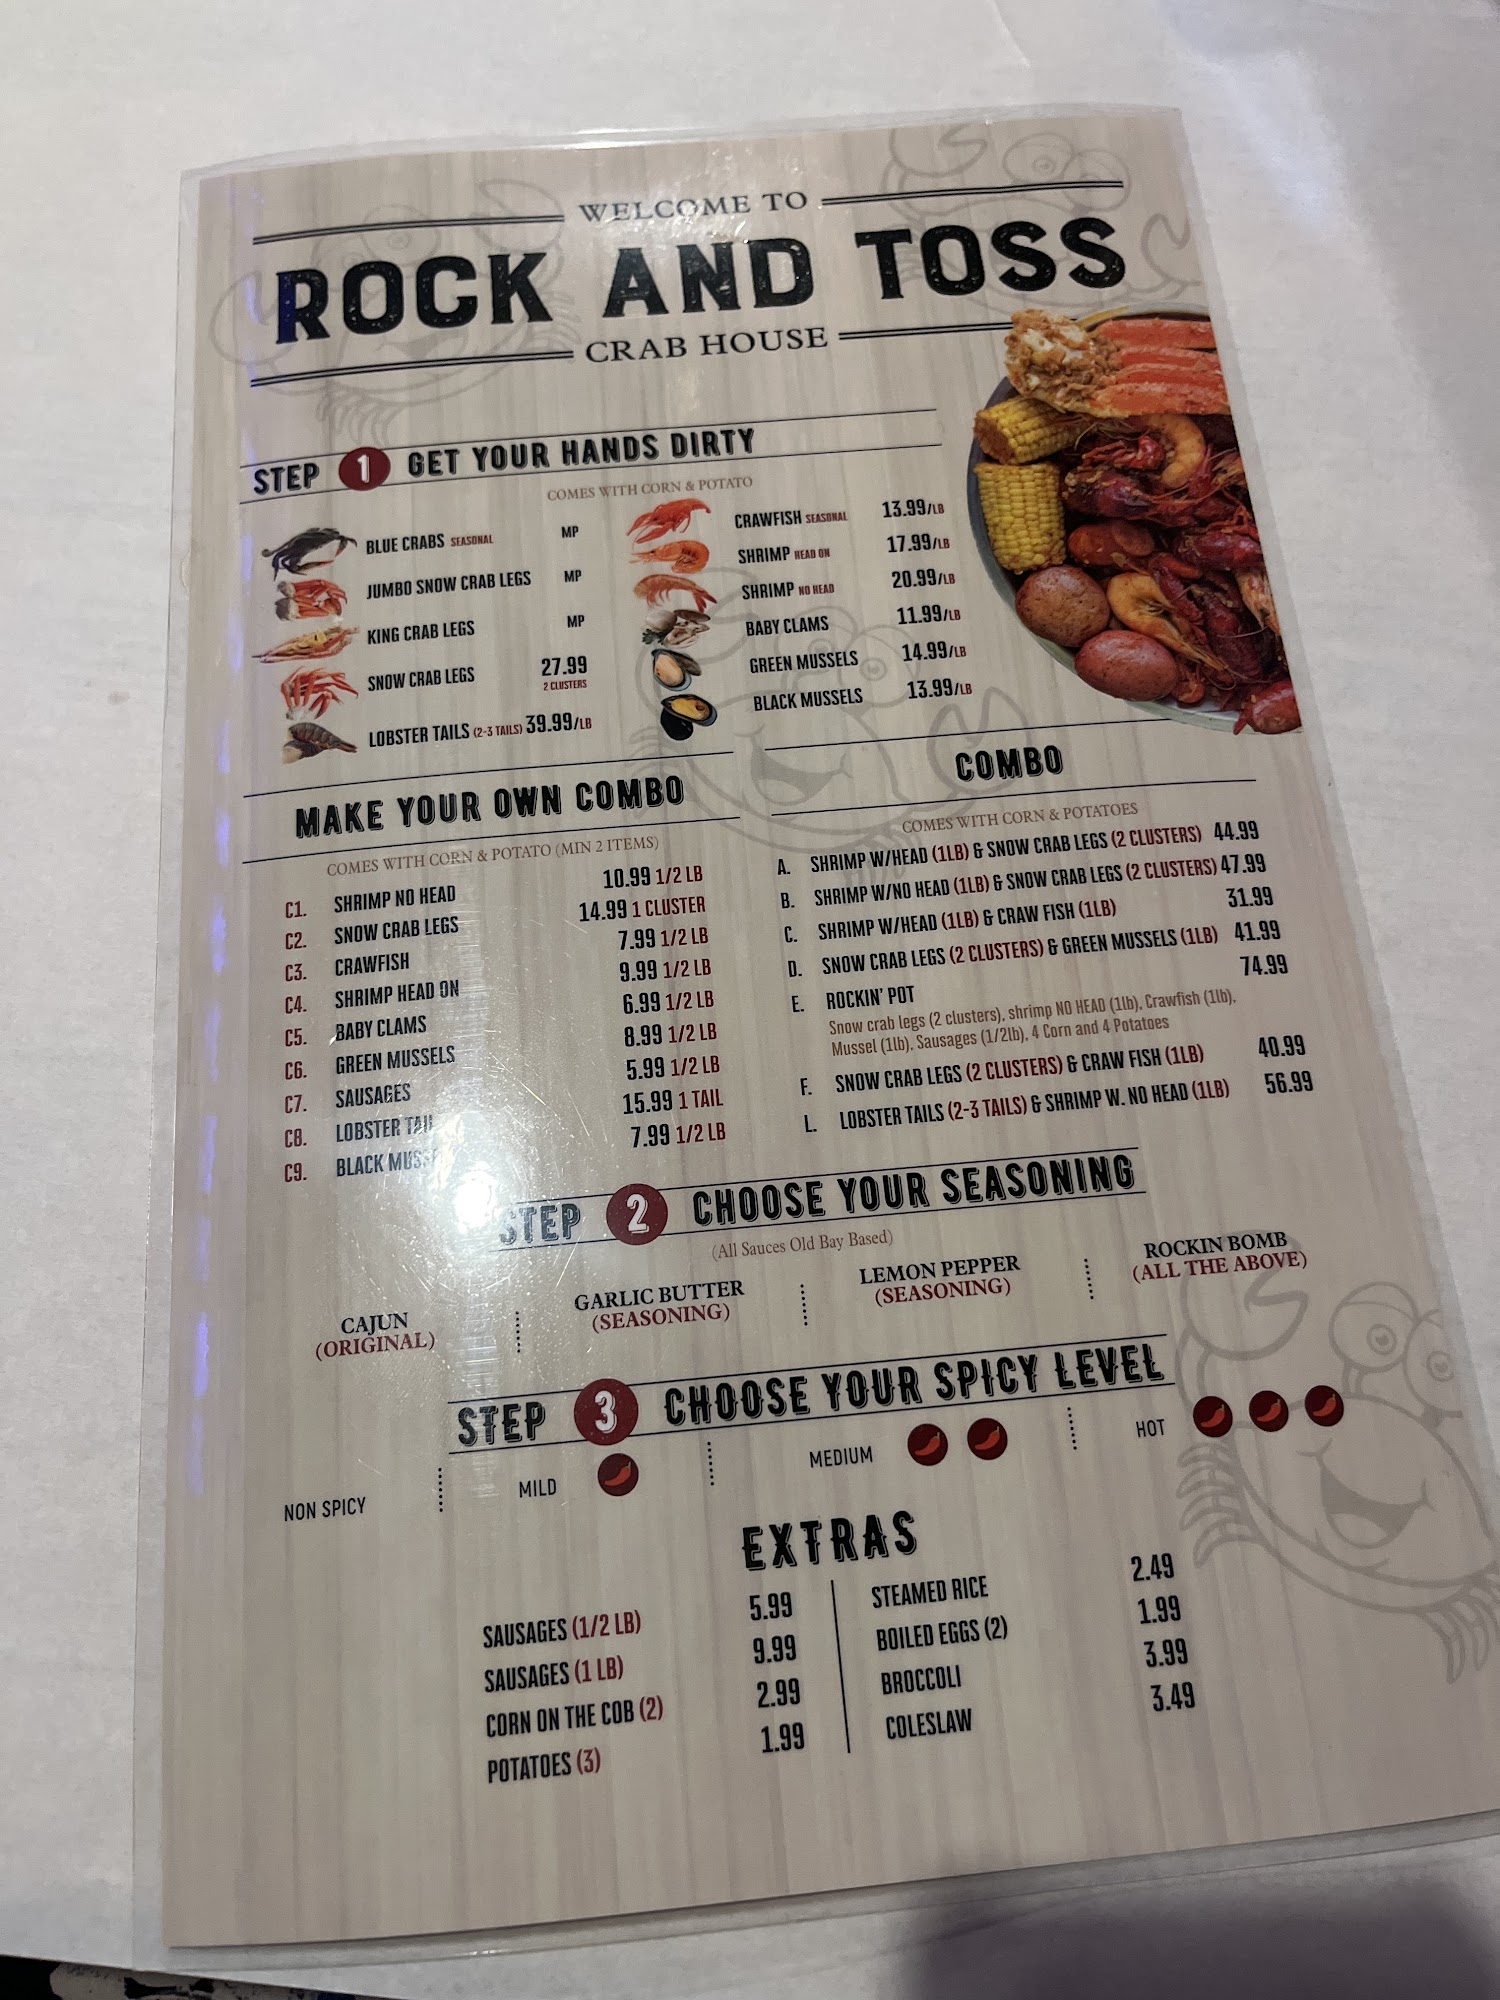 WELCOME TO
ROCK AND TOSS
CRAB HOUSE
STEP 1 GET YOUR HANDS DIRTY
COMES WITH CORN & POTATO
BLUE CRABS SEASONAL MP
JUMBO SNOW CRAB LEGS MP
KING CRAB LEGS MP
SNOW CRAB LEGS 27.99
2 CLUSTERS
LOBSTER TAILS (2-3 TAILS) 39.99/LB
CRAWFISH SEASONAL 13.99/LB
SHRIMP HEAD ON 17.99/LB
SHRIMP NO HEAD 20.99/LB
BABY CLAMS 11.99/LB
GREEN MUSSELS 14.99/LB
BLACK MUSSELS 13.99/LB
MAKE YOUR OWN COMBO
COMES WITH CORN & POTATO (MIN 2 ITEMS)
C1. SHRIMP NO HEAD 10.99 1/2 LB
C2. SNOW CRAB LEGS 14.99 1 CLUSTER
C3. CRAWFISH 7.99 1/2 LB
C4. SHRIMP HEAD ON 9.99 1/2 LB
C5. BABY CLAMS 6.99 1/2 LB
C6. GREEN MUSSELS 8.99 1/2 LB
C7. SAUSAGES 5.99 1/2 LB
C8. LOBSTER TAIL 15.99 1 TAIL
C9. BLACK 7.99 1/2 LB
COMBO
COMES WITH CORN & POTATOES
A. SHRIMP W/HEAD (1LB) & SNOW CRAB LEGS (2 CLUSTERS) 44.99
B. SHRIMP W/NO HEAD (1LB) & SNOW CRAB LEGS (2 CLUSTERS) 47.99
C. SHRIMP W/HEAD (1LB) & CRAW FISH (1LB) 31.99
D. SNOW CRAB LEGS (2 CLUSTERS) & GREEN MUSSELS (1LB) 41.99
E. ROCKIN' POT 74.99
Snow crab legs (2 clusters), shrimp NO HEAD (1lb), Crawfish (1lb),
Mussel (1lb), Sausages (1/2lb), 4 Corn and 4 Potatoes
F. SNOW CRAB LEGS (2 CLUSTERS) & CRAW FISH (1LB) 40.99
L. LOBSTER TAILS (2-3 TAILS) & SHRIMP W. NO HEAD (1LB) 56.99
STEP 2 CHOOSE YOUR SEASONING
(All Sauces Old Bay Based)
CAJUN
(ORIGINAL)
GARLIC BUTTER
(SEASONING)
LEMON PEPPER
(SEASONING)
ROCKIN BOMB
(ALL THE ABOVE)
STEP 3 CHOOSE YOUR SPICY LEVEL
NON SPICY
MILD
MEDIUM
HOT
EXTRAS
SAUSAGES (1/2 LB) 5.99
SAUSAGES (1 LB) 9.99
CORN ON THE COB (2) 2.99
POTATOES (3) 1.99
STEAMED RICE 2.49
BOILED EGGS (2) 1.99
BROCCOLI 3.99
COLESLAW 3.49